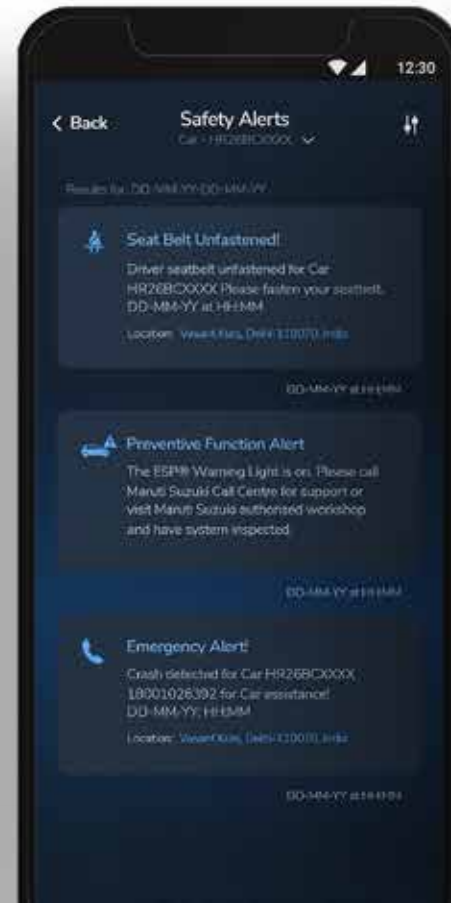 12:30
Back
Safety Alerts
Car - HR26BCXXXX
Results for: DD-MM-YY-DD-MM-YY
Seat Belt Unfastened!
Driver seatbelt unfastened for Car
HR26BCXXXX Please fasten your seatbelt.
DD-MM-YY at HH:MM
Location: Vasant Kunj, Delhi 110070, India
DD-MM-YY at HH:MM
Preventive Function Alert
The ESP® Warning Light is on. Please call
Maruti Suzuki Call Centre for support or
visit Maruti Suzuki authorised workshop
and have system inspected.
DD-MM-YY at HH:MM
Emergency Alert!
Crash detected for Car HR26BCXXXX
18001026392 for Car assistance!
DD-MM-YY, HH:MM
Location: Vasant Kunj, Delhi 110070, India
DD-MM-YY at HH:MM